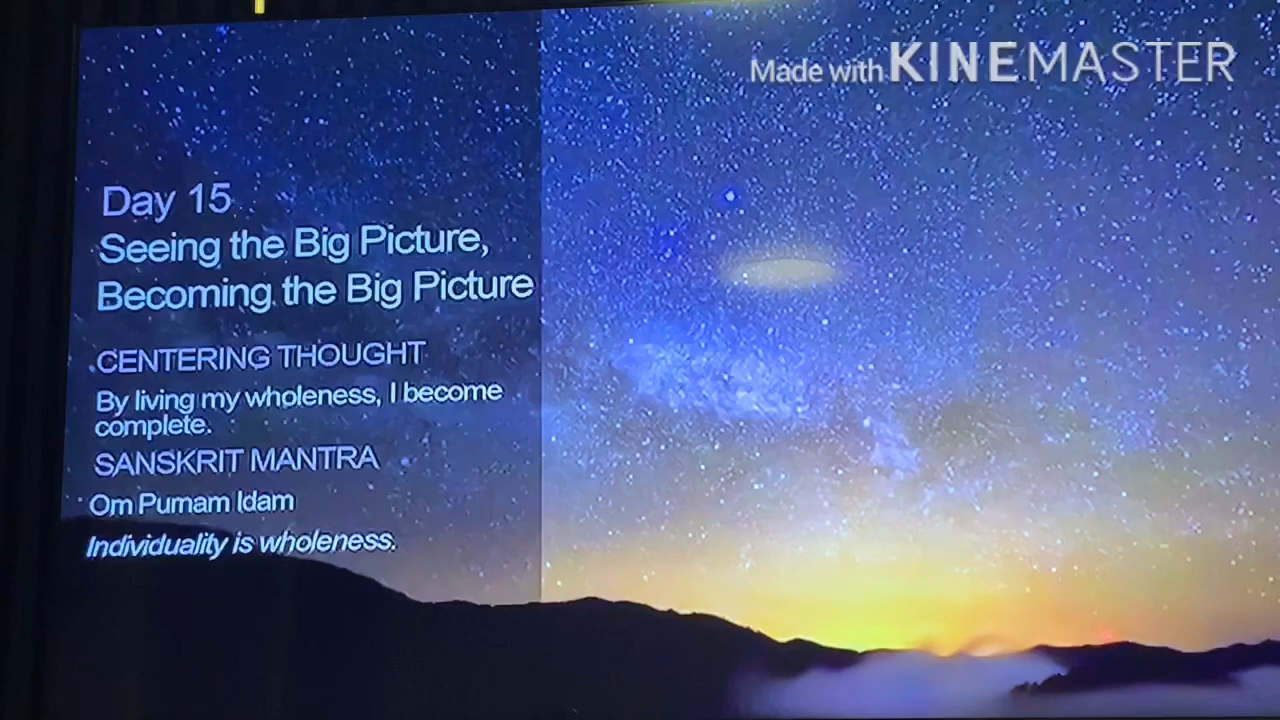 Made with KINEMASTER
Day 15
Seeing the Big Picture,
Becoming the Big Picture
CENTERING THOUGHT
By living my wholeness, I become
complete.
SANSKRIT MANTRA
Om Purnam Idam
Individuality is wholeness.